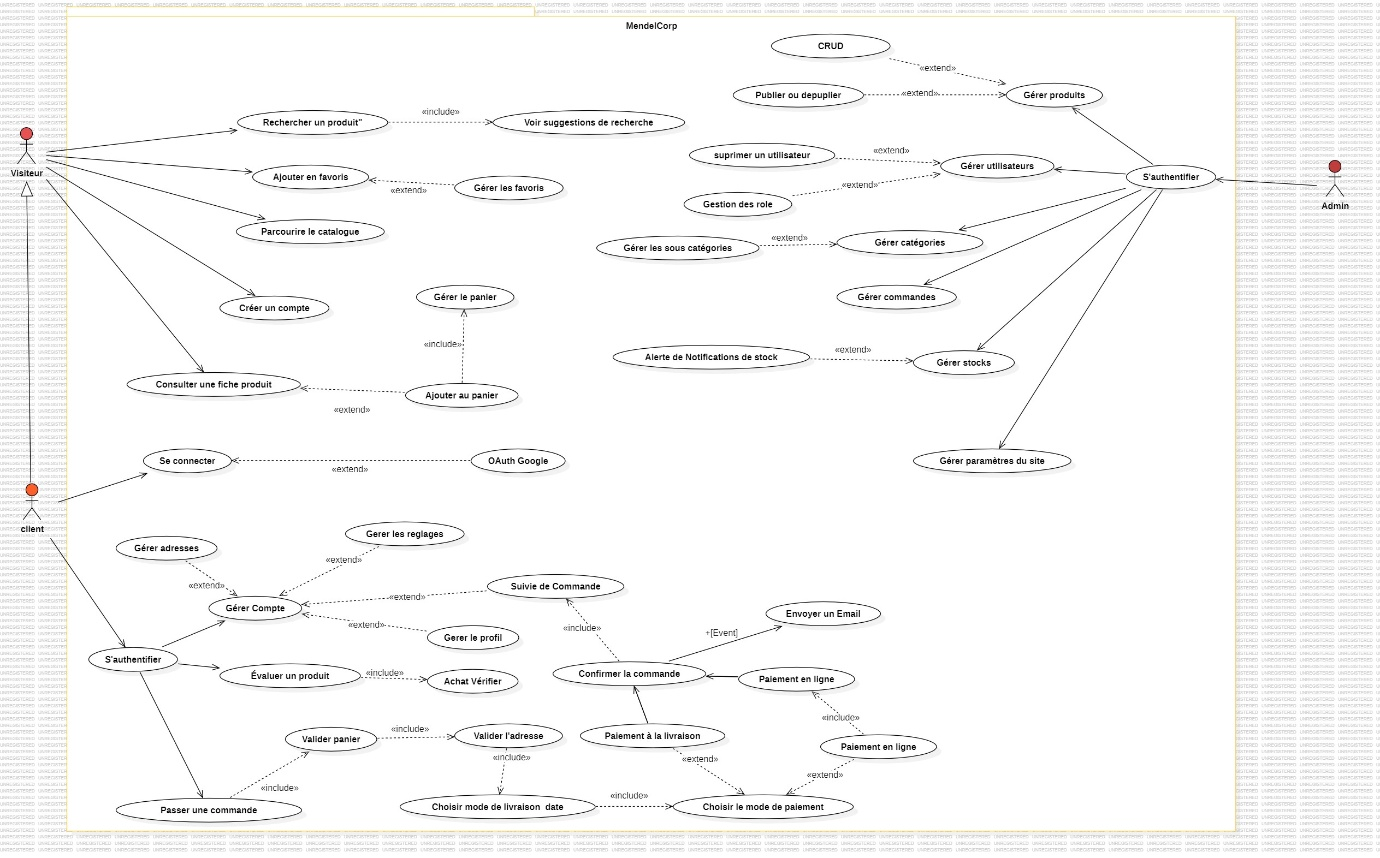 MendelCorp
CRUD
«extend»
Publier ou depuplier
«extend»
Gérer produits
Rechercher un produit"
«include»
Voir suggestions de recherche
suprimer un utilisateur
«extend»
Gérer utilisateurs
Visiteur
Ajouter en favoris
«extend»
Gérer les favoris
«extend»
Gestion des role
S'authentifier
Admin
Parcourire le catalogue
Gérer les sous catégories
«extend»
Gérer catégories
Créer un compte
Gérer le panier
Gérer commandes
«include»
Alerte de Notifications de stock
«extend»
Gérer stocks
Consulter une fiche produit
«extend»
Ajouter au panier
Se connecter
«extend»
OAuth Google
Gérer paramètres du site
client
Gérer adresses
Gerer les reglages
«extend»
«extend»
Suivie de Commande
«extend»
Gérer Compte
«extend»
Gerer le profil
«include»
+[Event]
Envoyer un Email
S'authentifier
Évaluer un produit
«include»
Achat Vérifier
Confirmer la commande
Paiement en ligne
«include»
Valider panier
«include»
Valider l'adresse
Paiement à la livraison
Paiement en ligne
«include»
«extend»
«extend»
«include»
Passer une commande
Choisir mode de livraison  date
«include»
Choisir le mode de paiement
UNREGISTERED